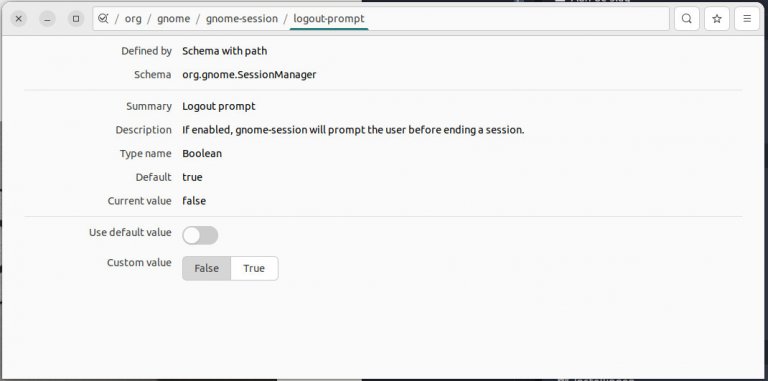 / org / gnome / gnome-session / logout-prompt
Defined by Schema with path
Schema org.gnome.SessionManager
Summary Logout prompt
Description If enabled, gnome-session will prompt the user before ending a session.
Type name Boolean
Default true
Current value false
Use default value
Custom value False True